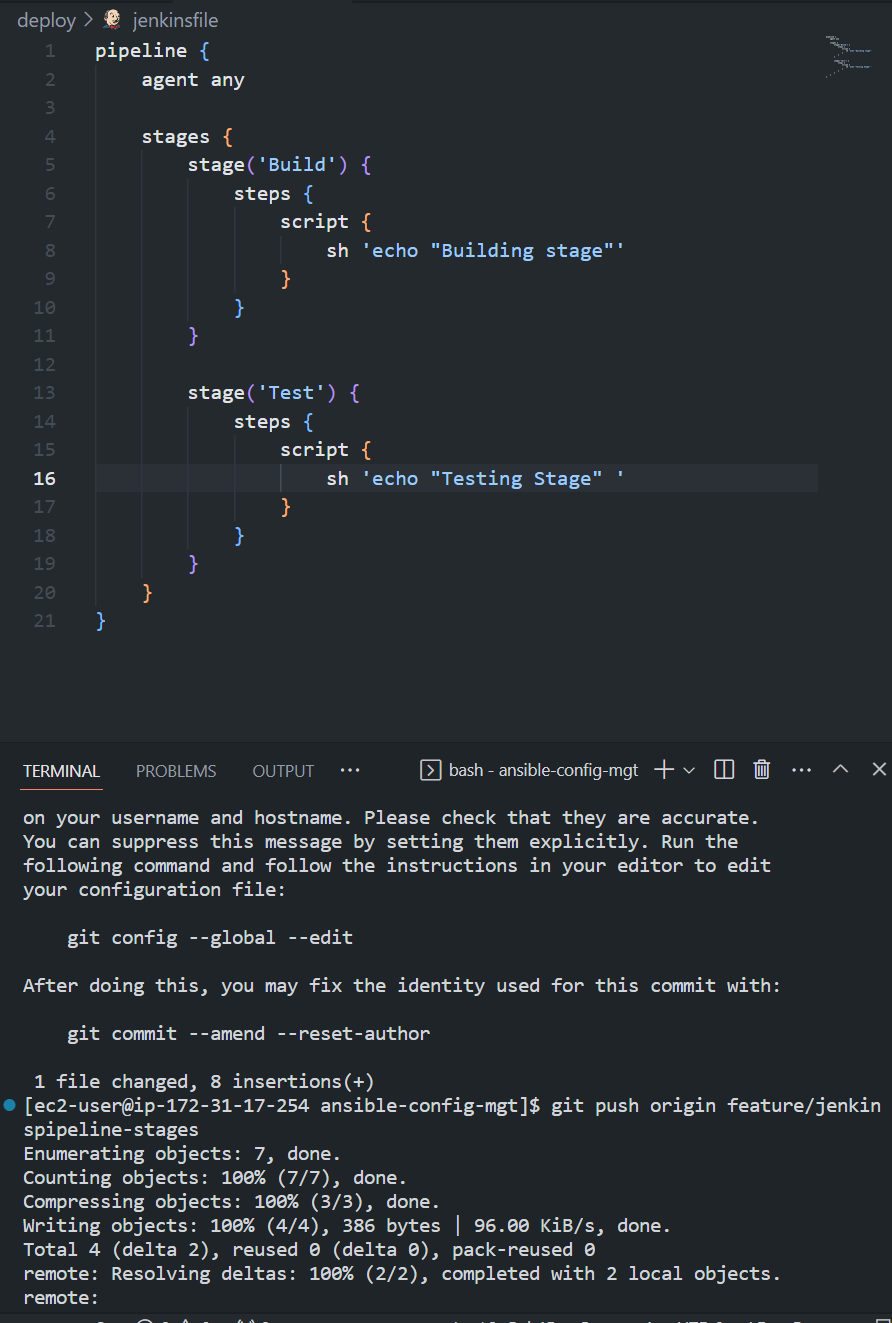 deploy > jenkinsfile
1 pipeline {
2 agent any
3
4 stages {
5 stage('Build') {
6 steps {
7 script {
8 sh 'echo "Building stage"'
9 }
10 }
11 }
12
13 stage('Test') {
14 steps {
15 script {
16 sh 'echo "Testing Stage" '
17 }
18 }
19 }
20 }
21 }
TERMINAL PROBLEMS OUTPUT ··· bash - ansible-config-mgt
on your username and hostname. Please check that they are accurate.
You can suppress this message by setting them explicitly. Run the
following command and follow the instructions in your editor to edit
your configuration file:
git config --global --edit
After doing this, you may fix the identity used for this commit with:
git commit --amend --reset-author
1 file changed, 8 insertions(+)
[ec2-user@ip-172-31-17-254 ansible-config-mgt]$ git push origin feature/jenkin
spipeline-stages
Enumerating objects: 7, done.
Counting objects: 100% (7/7), done.
Compressing objects: 100% (3/3), done.
Writing objects: 100% (4/4), 386 bytes | 96.00 KiB/s, done.
Total 4 (delta 2), reused 0 (delta 0), pack-reused 0
remote: Resolving deltas: 100% (2/2), completed with 2 local objects.
remote: